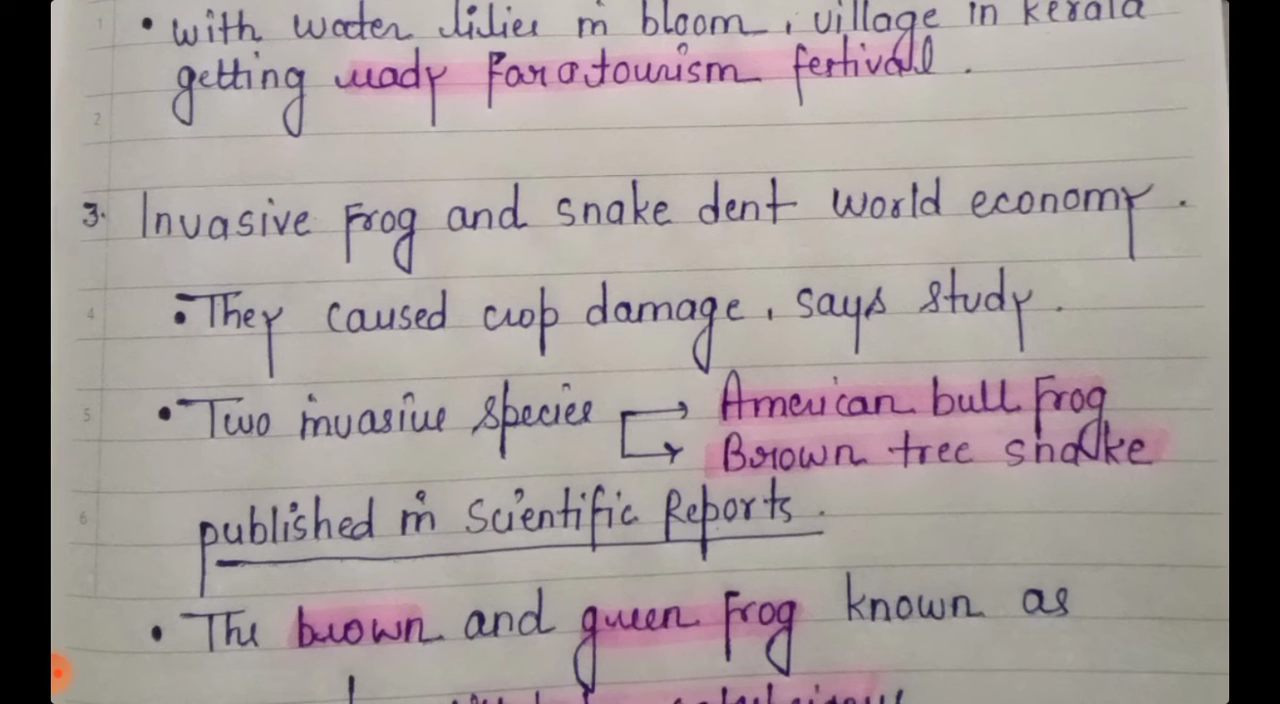 • with water lilies in bloom, village in Kerala
getting ready for a tourism festival.
3. Invasive Frog and snake dent world economy.
• They caused crop damage, says study.
• Two invasive species → American bull frog
→ Brown tree snake
published in Scientific Reports.
• The brown and green frog known as